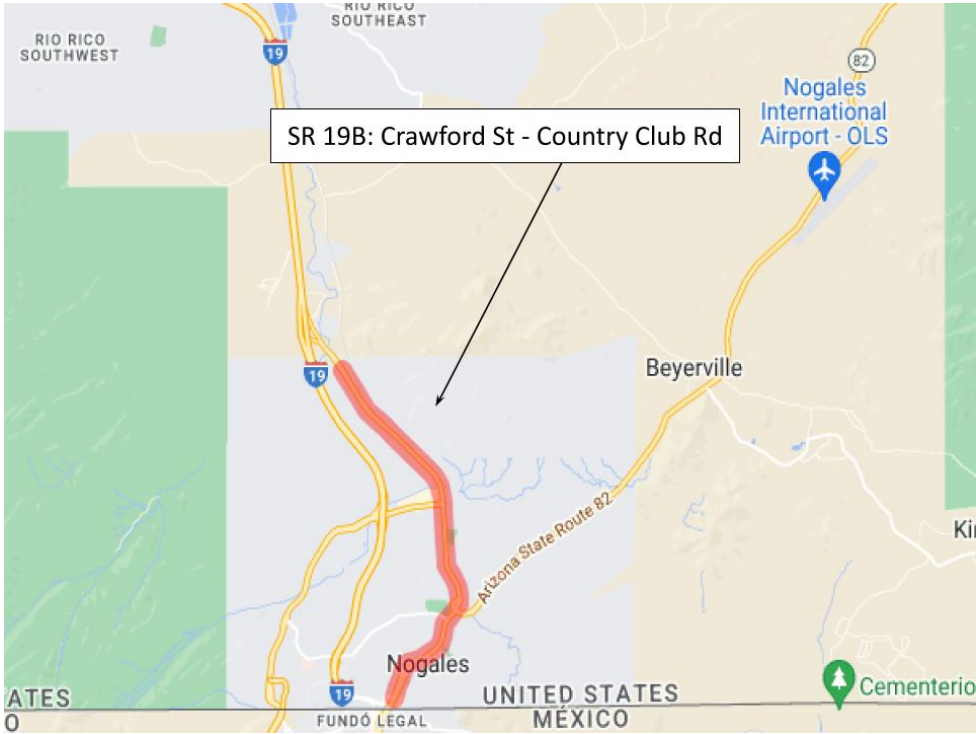 RIO RICO
SOUTHEAST
RIO RICO
SOUTHWEST
19
82
Nogales
International
Airport - OLS
SR 19B: Crawford St - Country Club Rd
19
Beyerville
Arizona State Route 82
Ki
Nogales
19
UNITED STATES
MÉXICO
FUNDÓ LEGAL
ATES
O
Cementerio